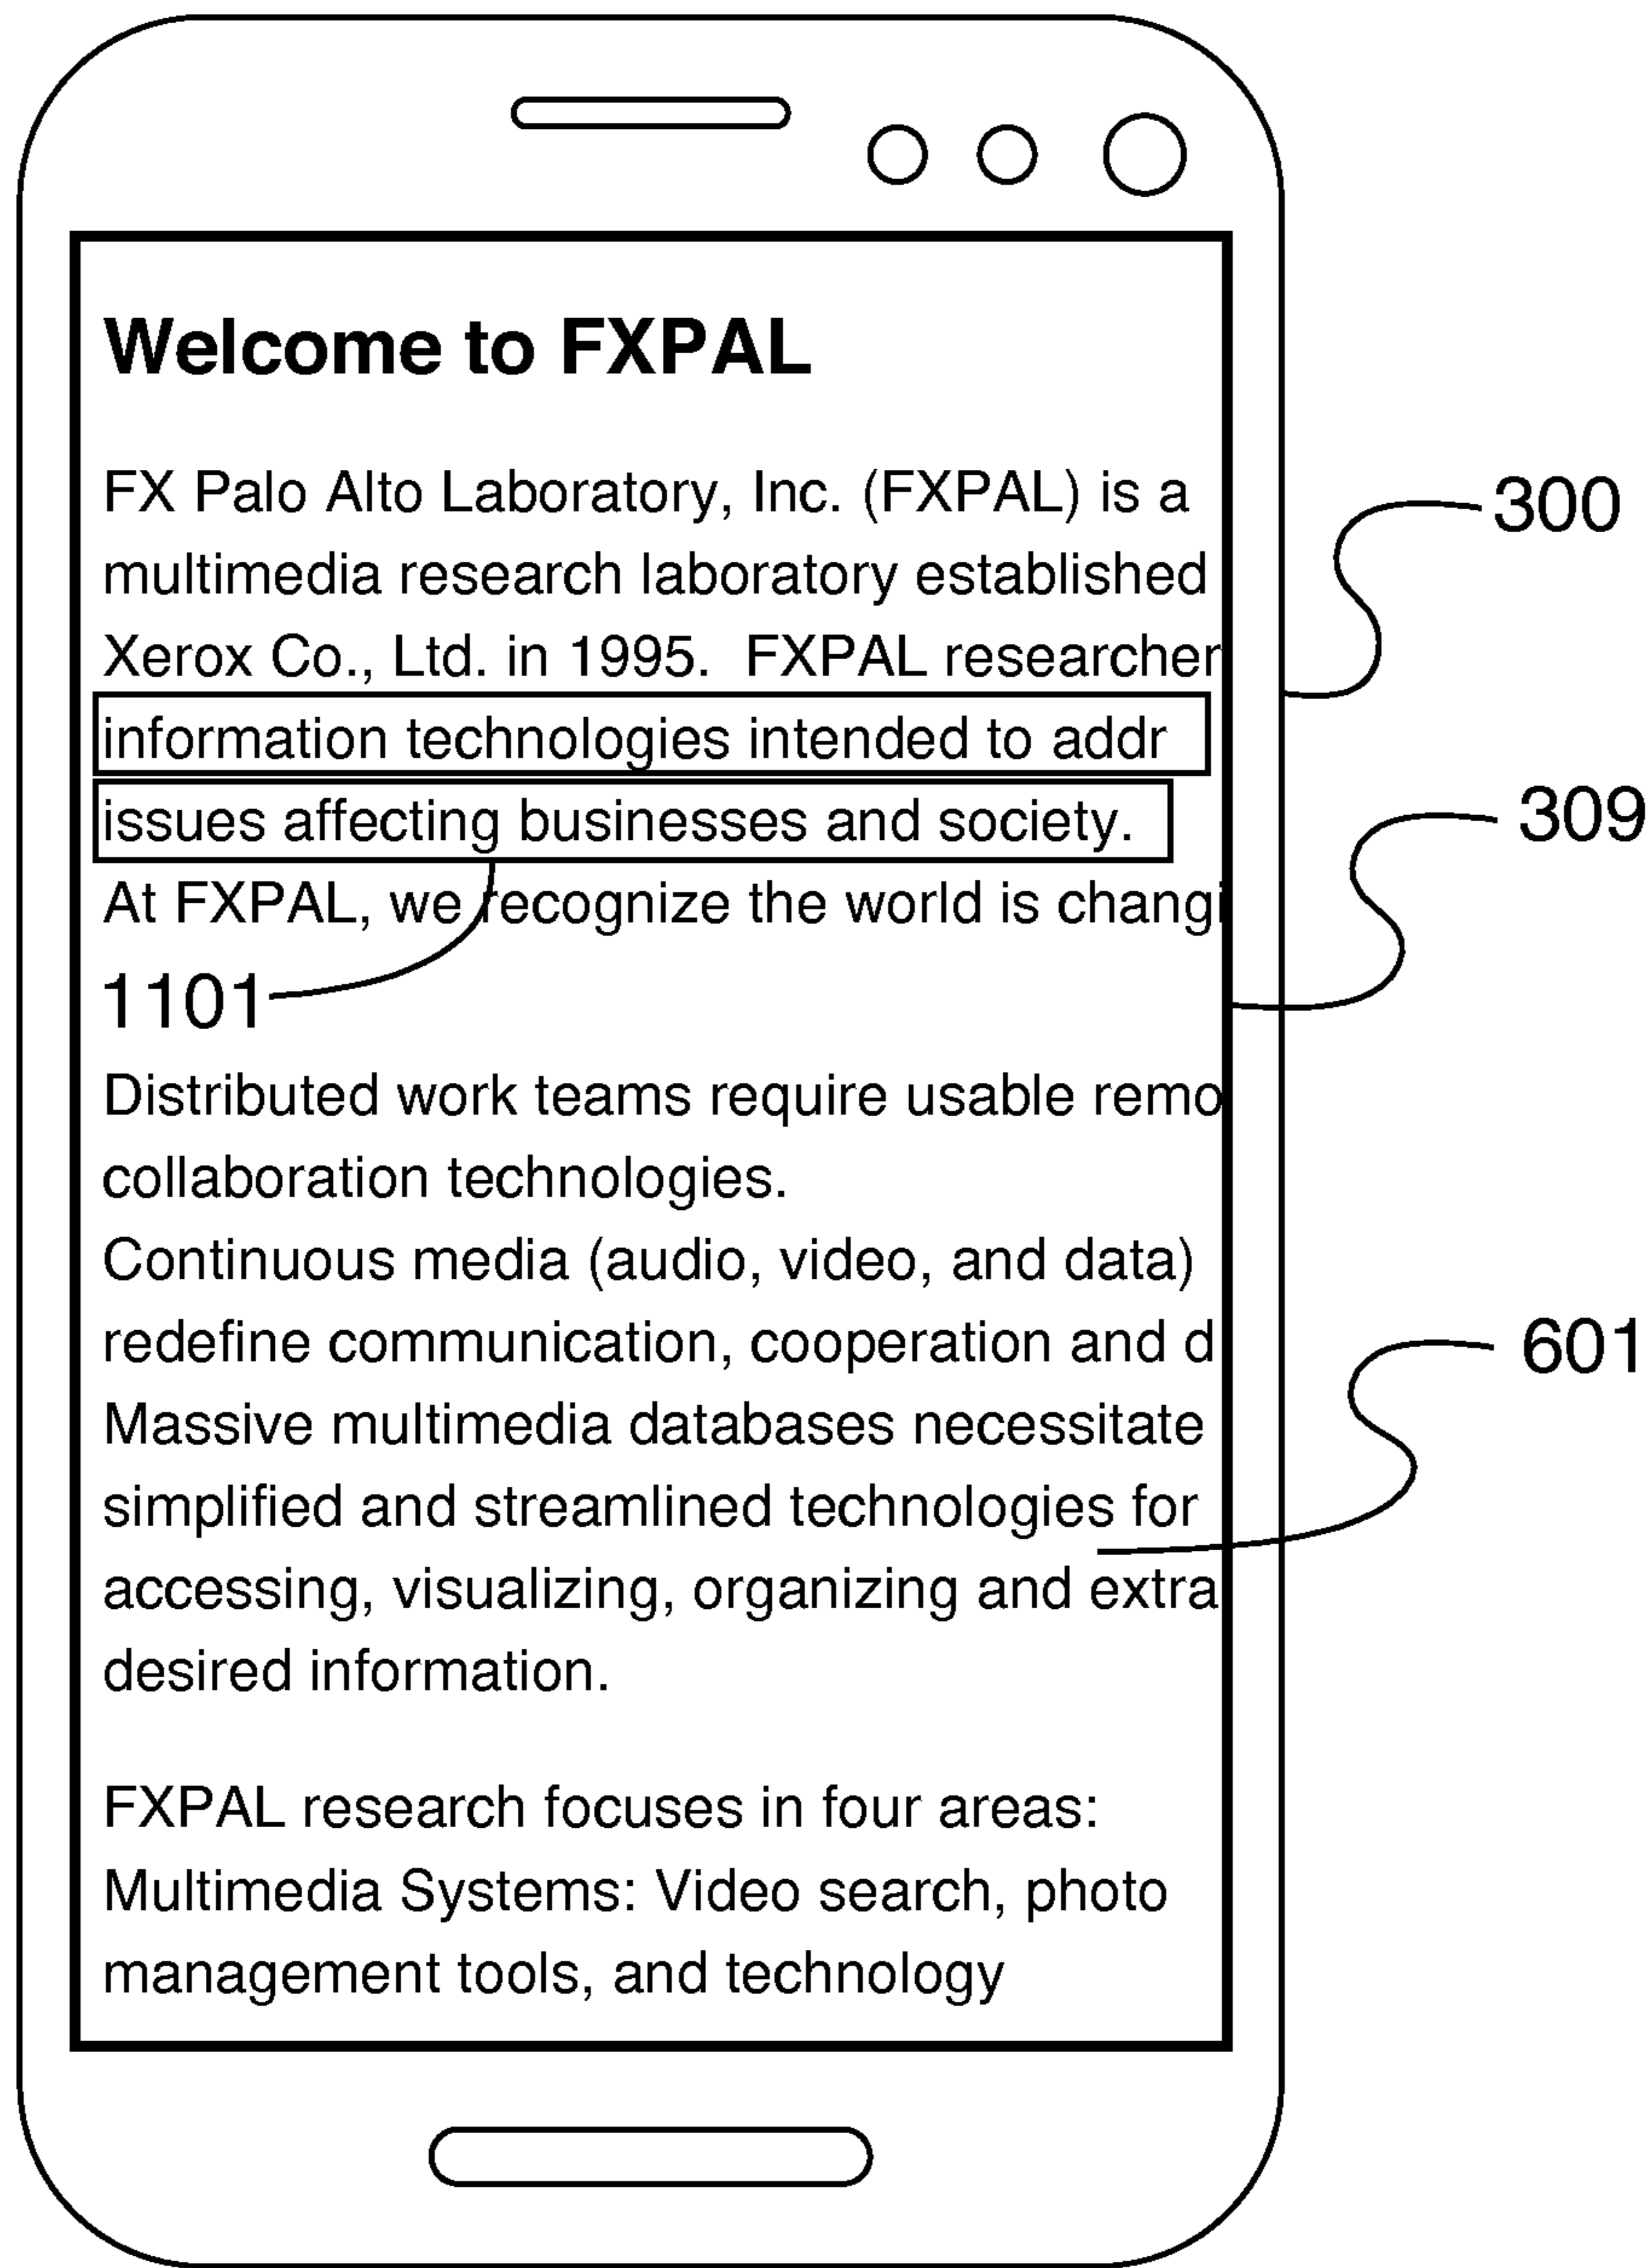 Welcome to FXPAL
FX Palo Alto Laboratory, Inc. (FXPAL) is a
multimedia research laboratory established
Xerox Co., Ltd. in 1995. FXPAL researcher
information technologies intended to addr
issues affecting businesses and society.
At FXPAL, we recognize the world is changi
1101
Distributed work teams require usable remo
collaboration technologies.
Continuous media (audio, video, and data)
redefine communication, cooperation and d
Massive multimedia databases necessitate
simplified and streamlined technologies for
accessing, visualizing, organizing and extra
desired information.
FXPAL research focuses in four areas:
Multimedia Systems: Video search, photo
management tools, and technology
300
309
601